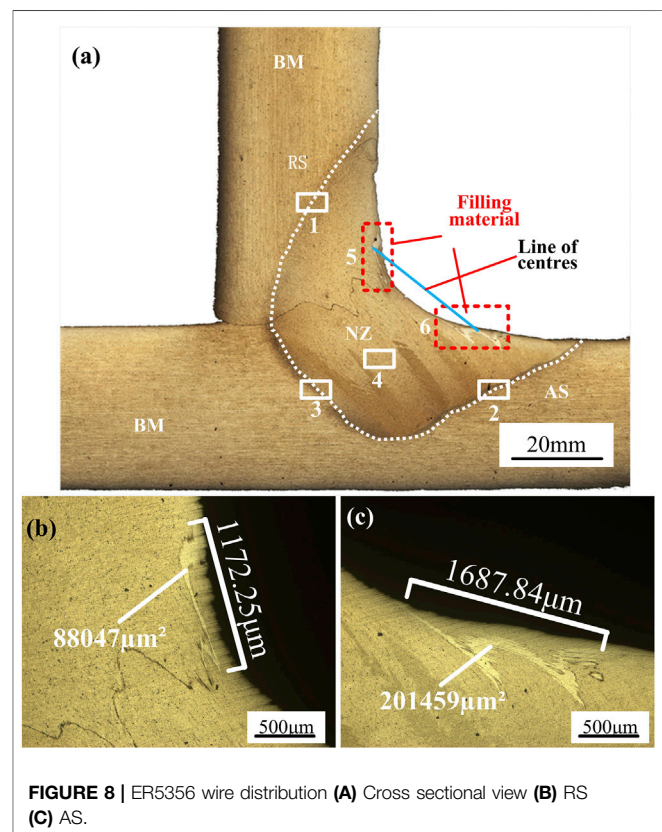 (a)
BM
RS
1
Filling
material
5
Line of
centres
6
NZ
4
3
2
AS
BM
20mm
(b)
1172.25μm
88047μm²
500μm
(c)
1687.84μm
201459μm²
500μm
FIGURE 8 | ER5356 wire distribution (A) Cross sectional view (B) RS
(C) AS.